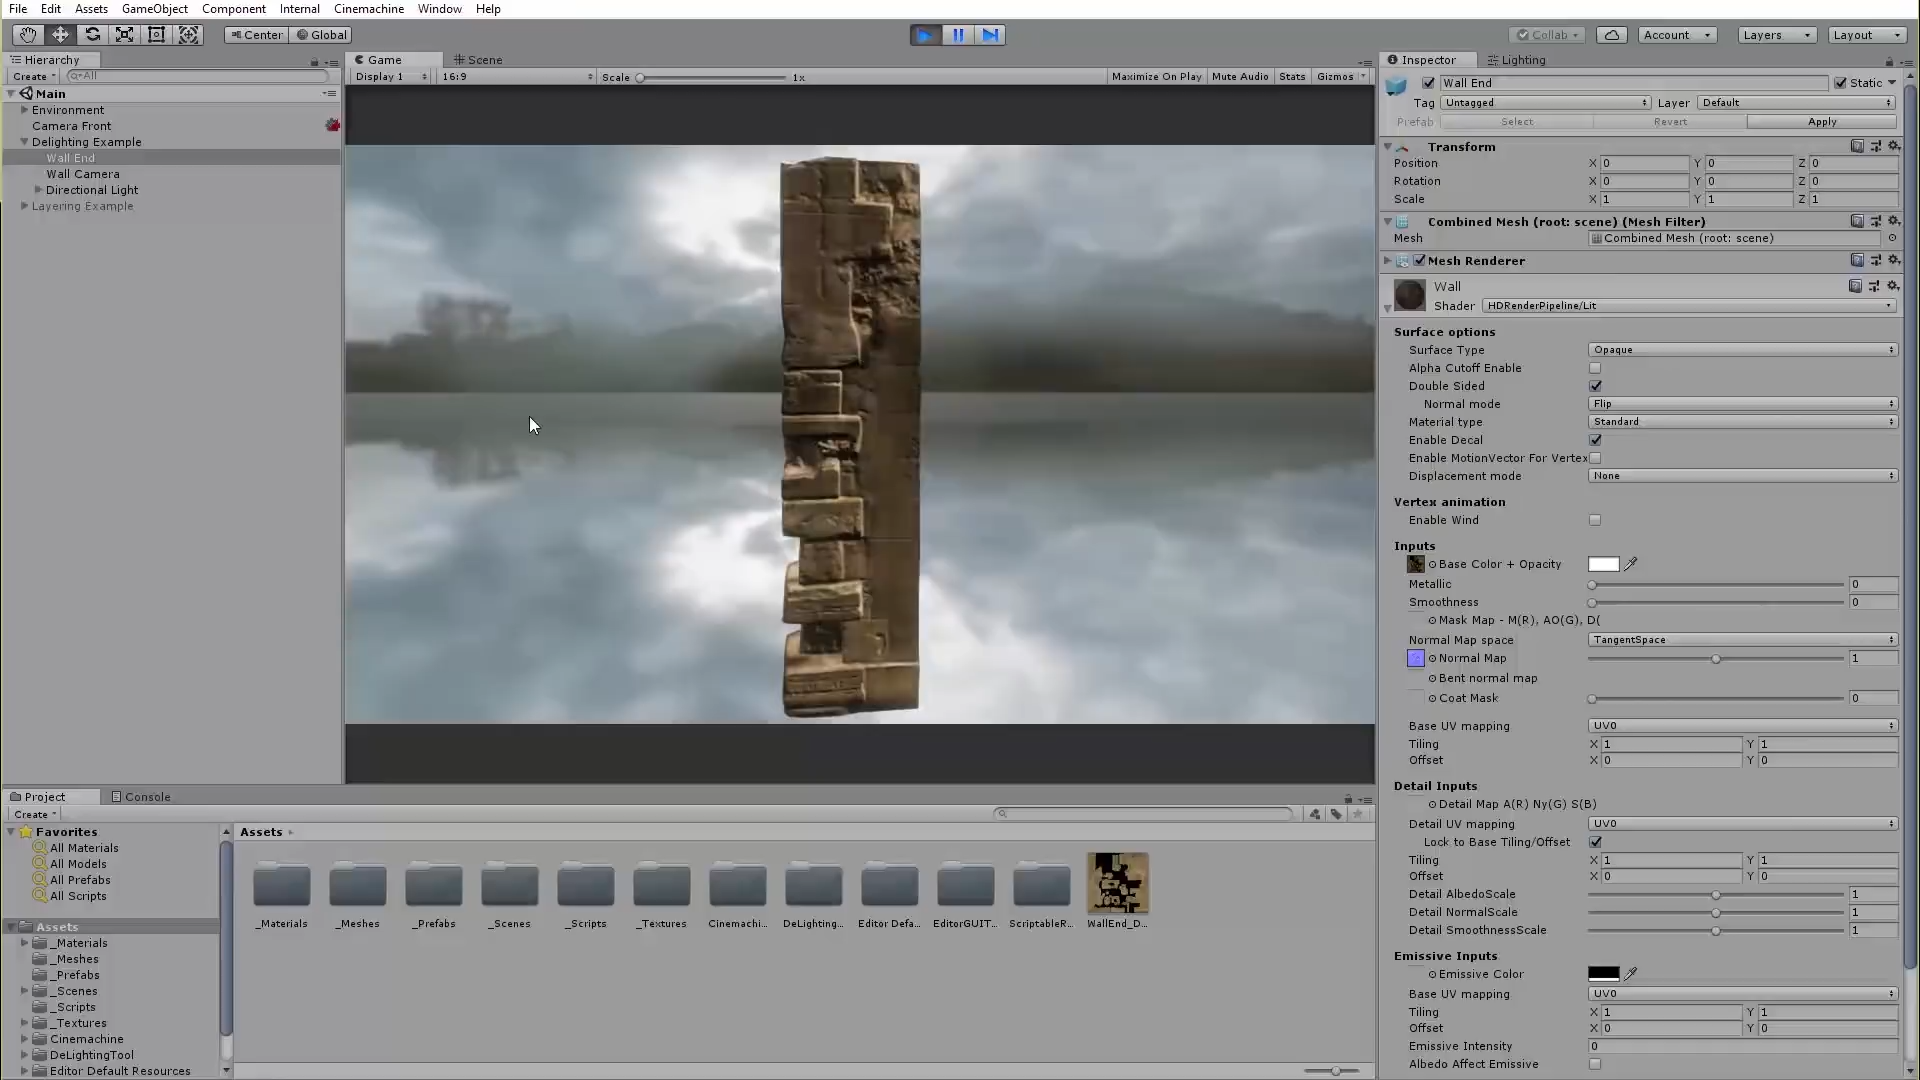 File Edit Assets GameObject Component Internal Cinemachine Window Help
Center Global Collab Account Layers Layout
Hierarchy
Create All
Main
Environment
Camera Front
Delighting Example
Wall End
Wall Camera
Directional Light
Layering Example
Game Scene
Display 1 16:9 Scale 1x Maximize On Play Mute Audio Stats Gizmos
Inspector Lighting
Wall End Static
Tag Untagged Layer Default
Prefab Select Revert Apply
Transform
Position X 0 Y 0 Z 0
Rotation X 0 Y 0 Z 0
Scale X 1 Y 1 Z 1
Combined Mesh (root: scene) (Mesh Filter)
Mesh Combined Mesh (root: scene)
Mesh Renderer
Wall
Shader HDRenderPipeline/Lit
Surface options
Surface Type Opaque
Alpha Cutoff Enable
Double Sided
Normal mode Flip
Material type Standard
Enable Decal
Enable MotionVector For Vertex
Displacement mode None
Vertex animation
Enable Wind
Inputs
Base Color + Opacity
Metallic 0
Smoothness 0
Mask Map - M(R), AO(G), D(
Normal Map space TangentSpace
Normal Map 1
Bent normal map
Coat Mask 0
Base UV mapping UV0
Tiling X 1 Y 1
Offset X 0 Y 0
Detail Inputs
Detail Map A(R) Ny(G) S(B)
Detail UV mapping UV0
Lock to Base Tiling/Offset
Tiling X 1 Y 1
Offset X 0 Y 0
Detail AlbedoScale 1
Detail NormalScale 1
Detail SmoothnessScale 1
Emissive Inputs
Emissive Color
Base UV mapping UV0
Tiling X 1 Y 1
Offset X 0 Y 0
Emissive Intensity 0
Albedo Affect Emissive
Project Console
Create
Favorites
All Materials
All Models
All Prefabs
All Scripts
Assets
_Materials
_Meshes
_Prefabs
_Scenes
_Scripts
_Textures
Cinemachine
DeLightingTool
Editor Default Resources
Assets
_Materials _Meshes _Prefabs _Scenes _Scripts _Textures Cinemachi... DeLighting... Editor Defa... EditorGUIT... ScriptableR... WallEnd_D...